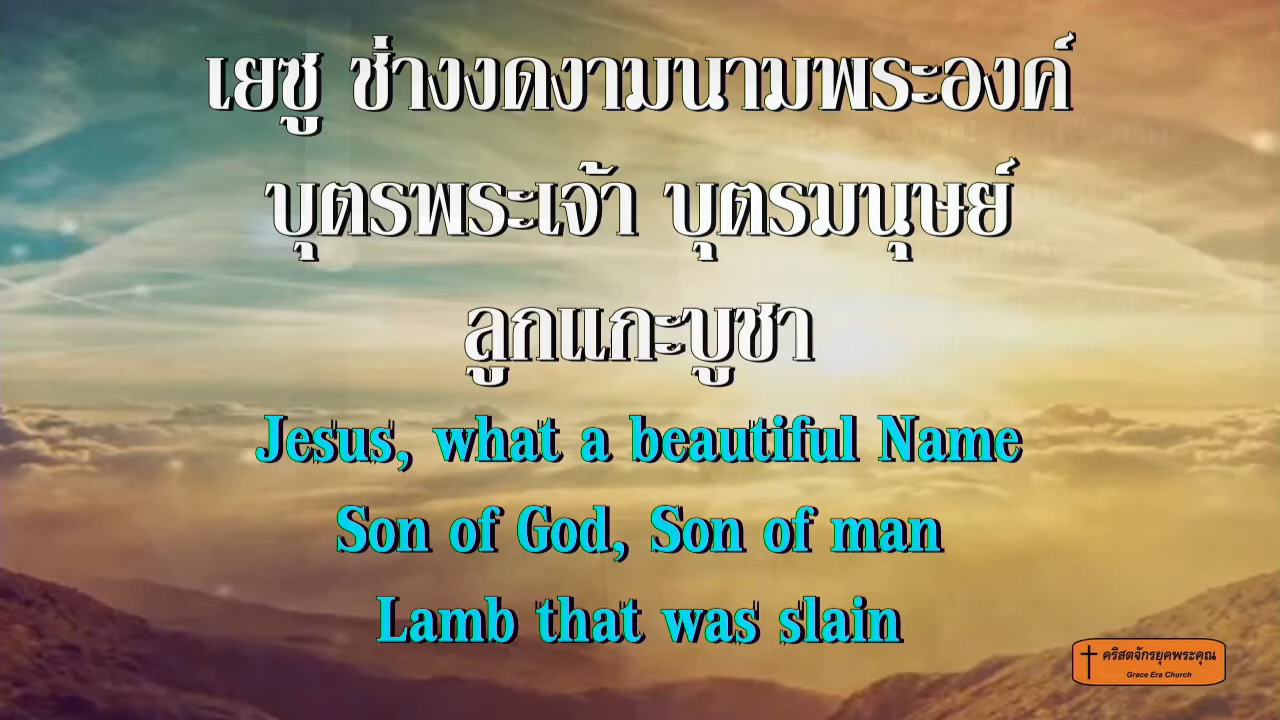 เยซู ช่างงดงามนามพระองค์
บุตรพระเจ้า บุตรมนุษย์
ลูกแกะบูชา
Jesus, what a beautiful Name
Son of God, Son of man
Lamb that was slain
คริสตจักรยุคพระคุณ
Grace Era Church